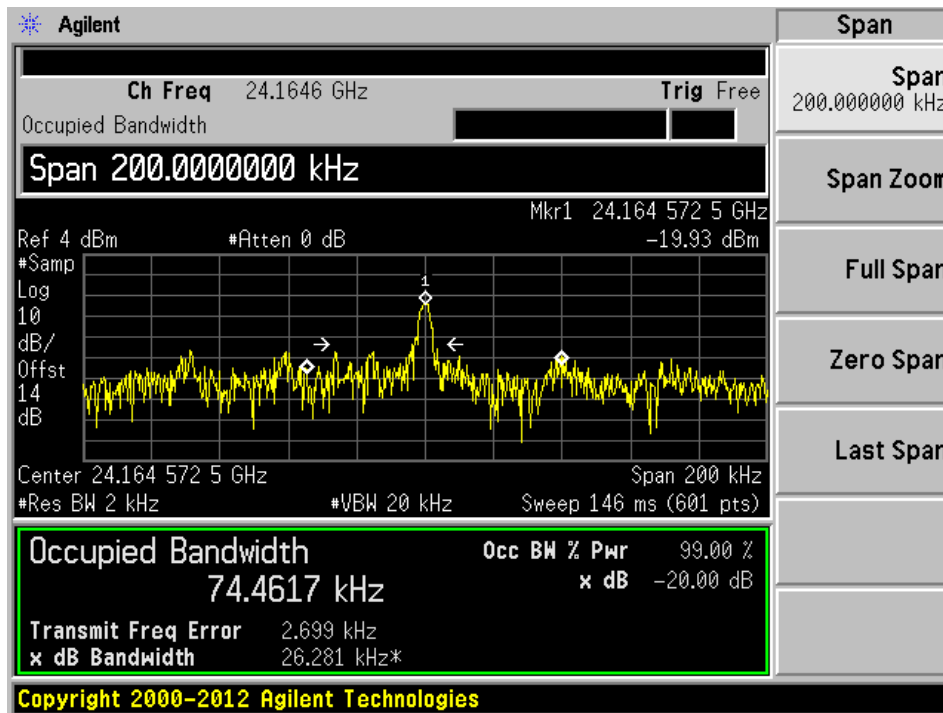 Agilent
Span
Ch Freq 24.1646 GHz Trig Free
Occupied Bandwidth
Span 200.0000000 kHz
Span
200.000000 kHz
Span Zoom
Full Span
Zero Span
Last Span
Mkr1 24.164 572 5 GHz
Ref 4 dBm #Atten 0 dB -19.93 dBm
#Samp
Log
10
dB/
Offst
14
dB
1
Center 24.164 572 5 GHz Span 200 kHz
#Res BW 2 kHz #VBW 20 kHz Sweep 146 ms (601 pts)
Occupied Bandwidth
74.4617 kHz
Occ BW % Pwr 99.00 %
x dB -20.00 dB
Transmit Freq Error 2.699 kHz
x dB Bandwidth 26.281 kHz*
Copyright 2000-2012 Agilent Technologies